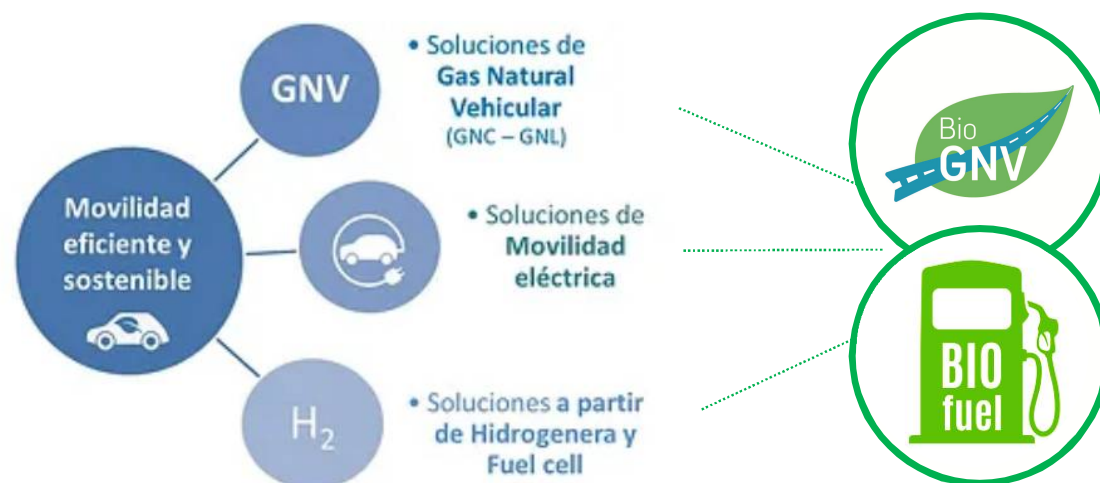 GNV
• Soluciones de
Gas Natural
Vehicular
(GNC – GNL)
Movilidad
eficiente y
sostenible
• Soluciones de
Movilidad
eléctrica
H₂
• Soluciones a partir
de Hidrogenera y
Fuel cell
Bio
GNV
BIO
fuel